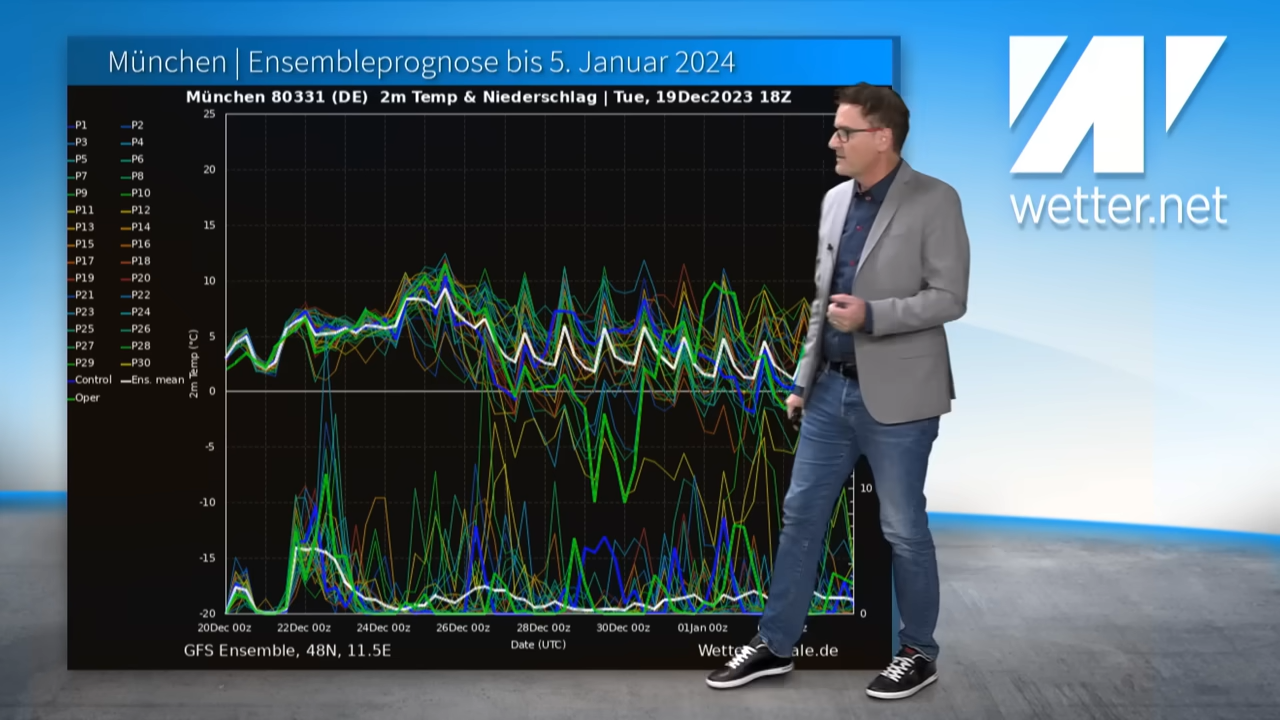 München | Ensembleprognose bis 5. Januar 2024
München 80331 (DE) 2m Temp & Niederschlag | Tue, 19Dec2023 18Z
wetter.net
P1 P2
P3 P4
P5 P6
P7 P8
P9 P10
P11 P12
P13 P14
P15 P16
P17 P18
P19 P20
P21 P22
P23 P24
P25 P26
P27 P28
P29 P30
Control Ens. mean
Oper
2m Temp (°C)
25
20
15
10
5
0
-5
-10
-15
-20
10
0
20Dec 00z 22Dec 00z 24Dec 00z 26Dec 00z 28Dec 00z 30Dec 00z 01Jan 00z
Date (UTC)
GFS Ensemble, 48N, 11.5E